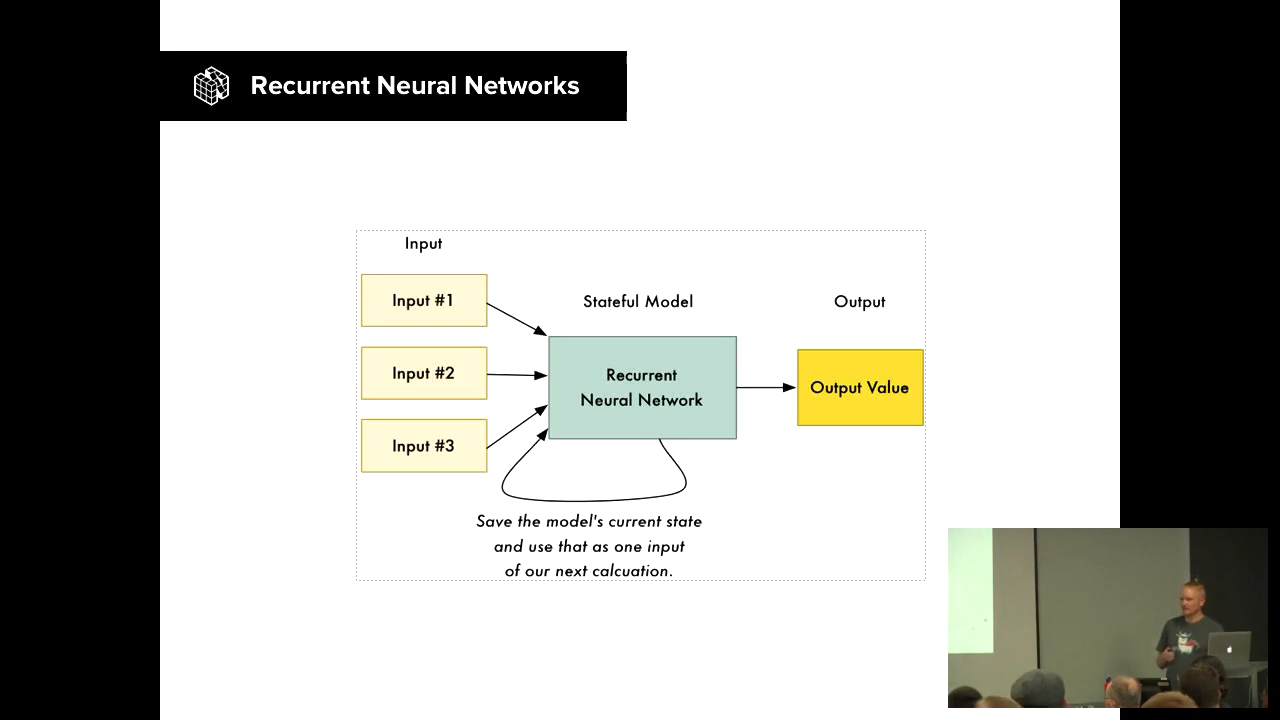 Recurrent Neural Networks
Input
Input #1
Stateful Model
Output
Input #2
Recurrent
Neural Network
Output Value
Input #3
Save the model's current state
and use that as one input
of our next calcuation.